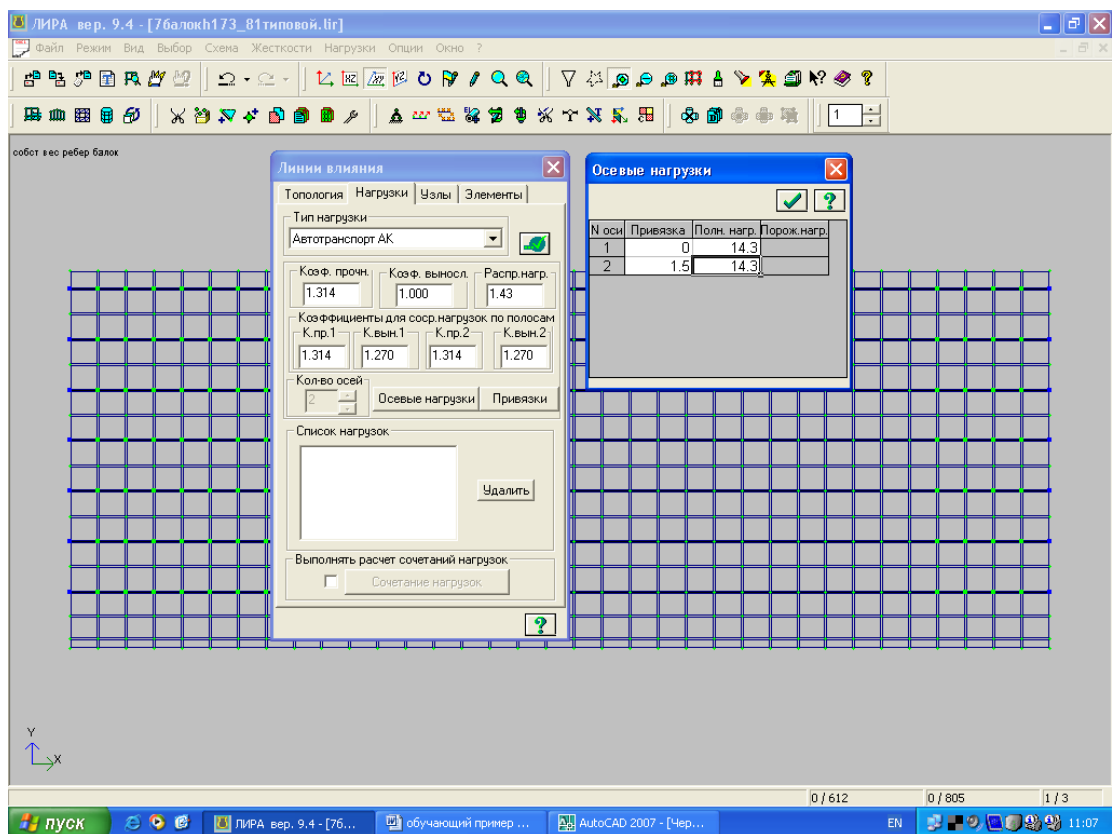 ЛИРА вер. 9.4 - [7балокh173_81типовой.lir]
Файл Режим Вид Выбор Схема Жесткости Нагрузки Опции Окно ?
1
собст вес ребер балок
Линии влияния
Топология Нагрузки Узлы Элементы
Тип нагрузки
Автотранспорт АК
Коэф. прочн. Коэф. выносл. Распр.нагр.
1.314 1.000 1.43
Коэффициенты для соср.нагрузок по полосам
К.пр.1 К.вын.1 К.пр.2 К.вын.2
1.314 1.270 1.314 1.270
Кол-во осей
2 Осевые нагрузки Привязки
Список нагрузок
Удалить
Выполнять расчет сочетаний нагрузок
Сочетание нагрузок
?
Осевые нагрузки
?
N оси Привязка Полн. нагр. Порож.нагр.
1 0 14.3
2 1.5 14.3
Y
X
0 / 612 0 / 805 1 / 3
пуск ЛИРА вер. 9.4 - [7б... обучающий пример ... AutoCAD 2007 - [Чер... EN 11:07